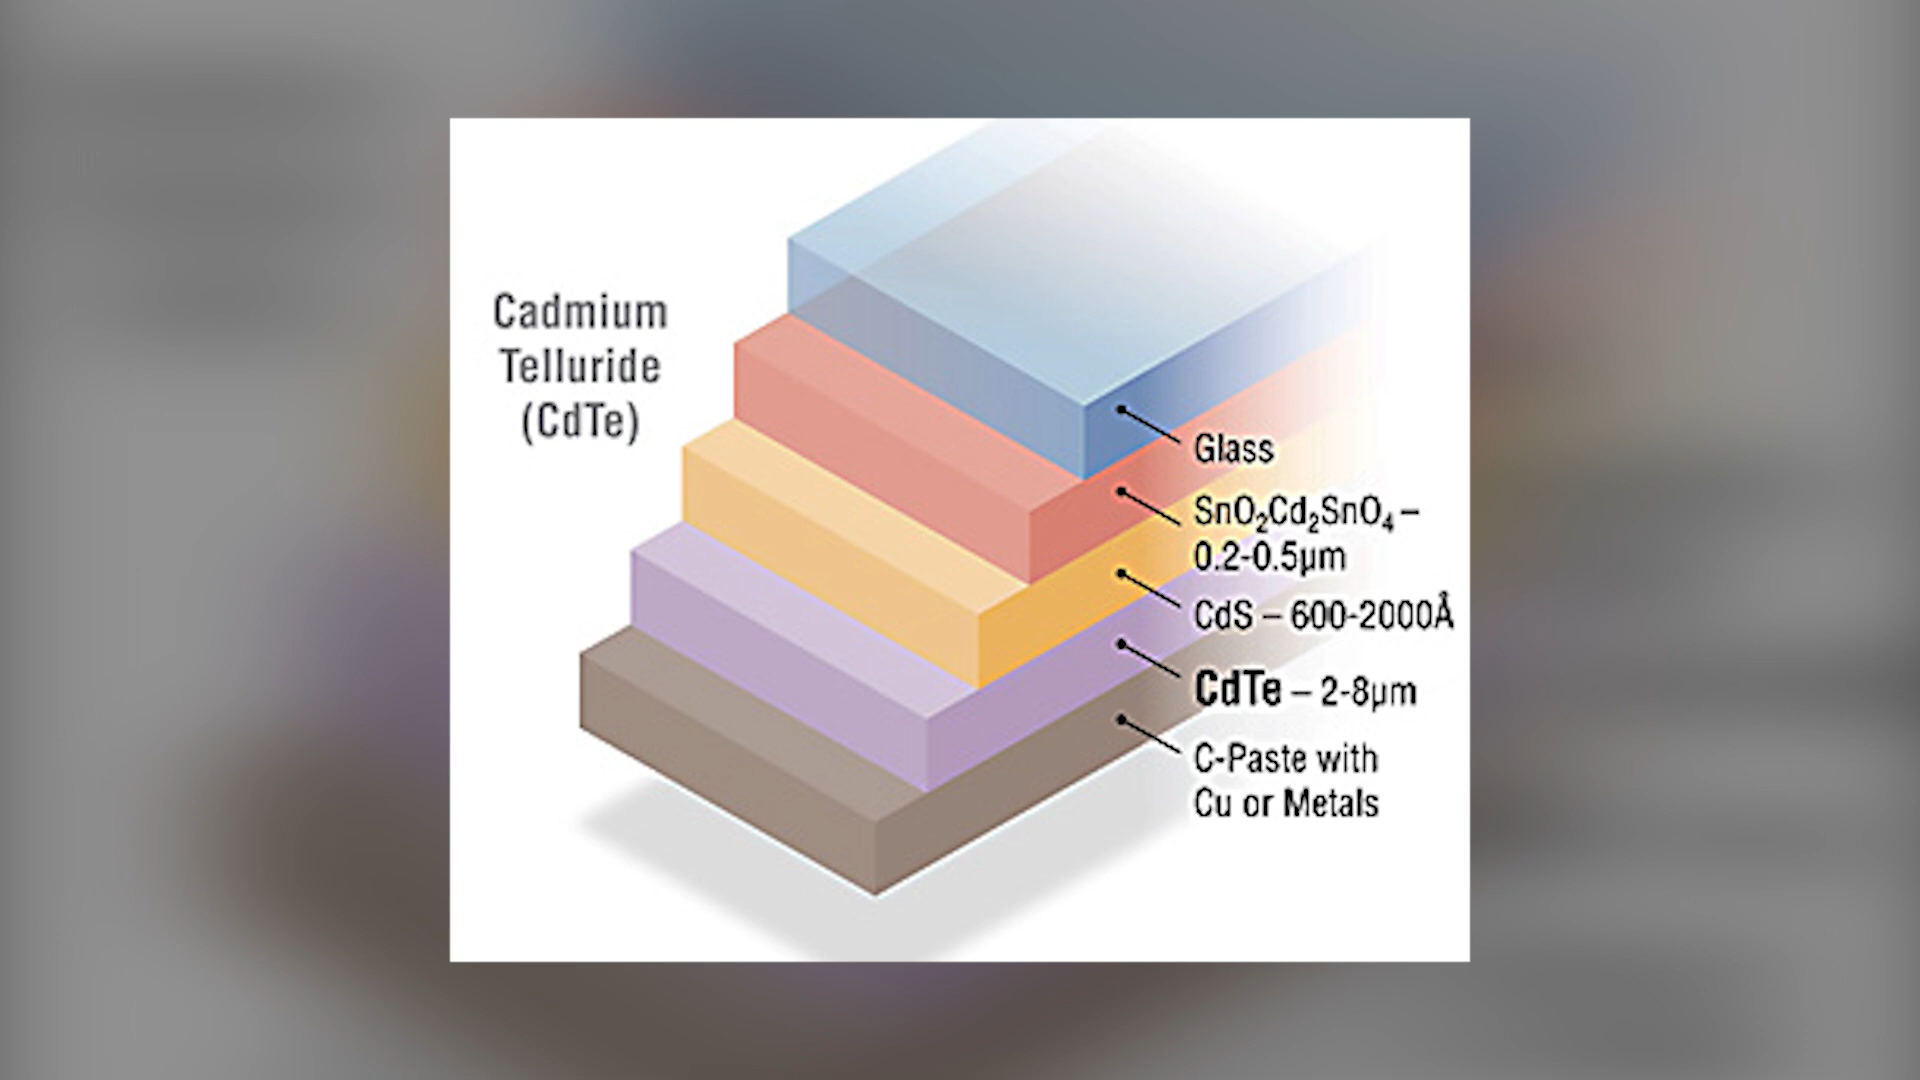 Cadmium
Telluride
(CdTe)
Glass
SnO₂Cd₂SnO₄ –
0.2-0.5µm
CdS – 600-2000Å
CdTe – 2-8µm
C-Paste with
Cu or Metals